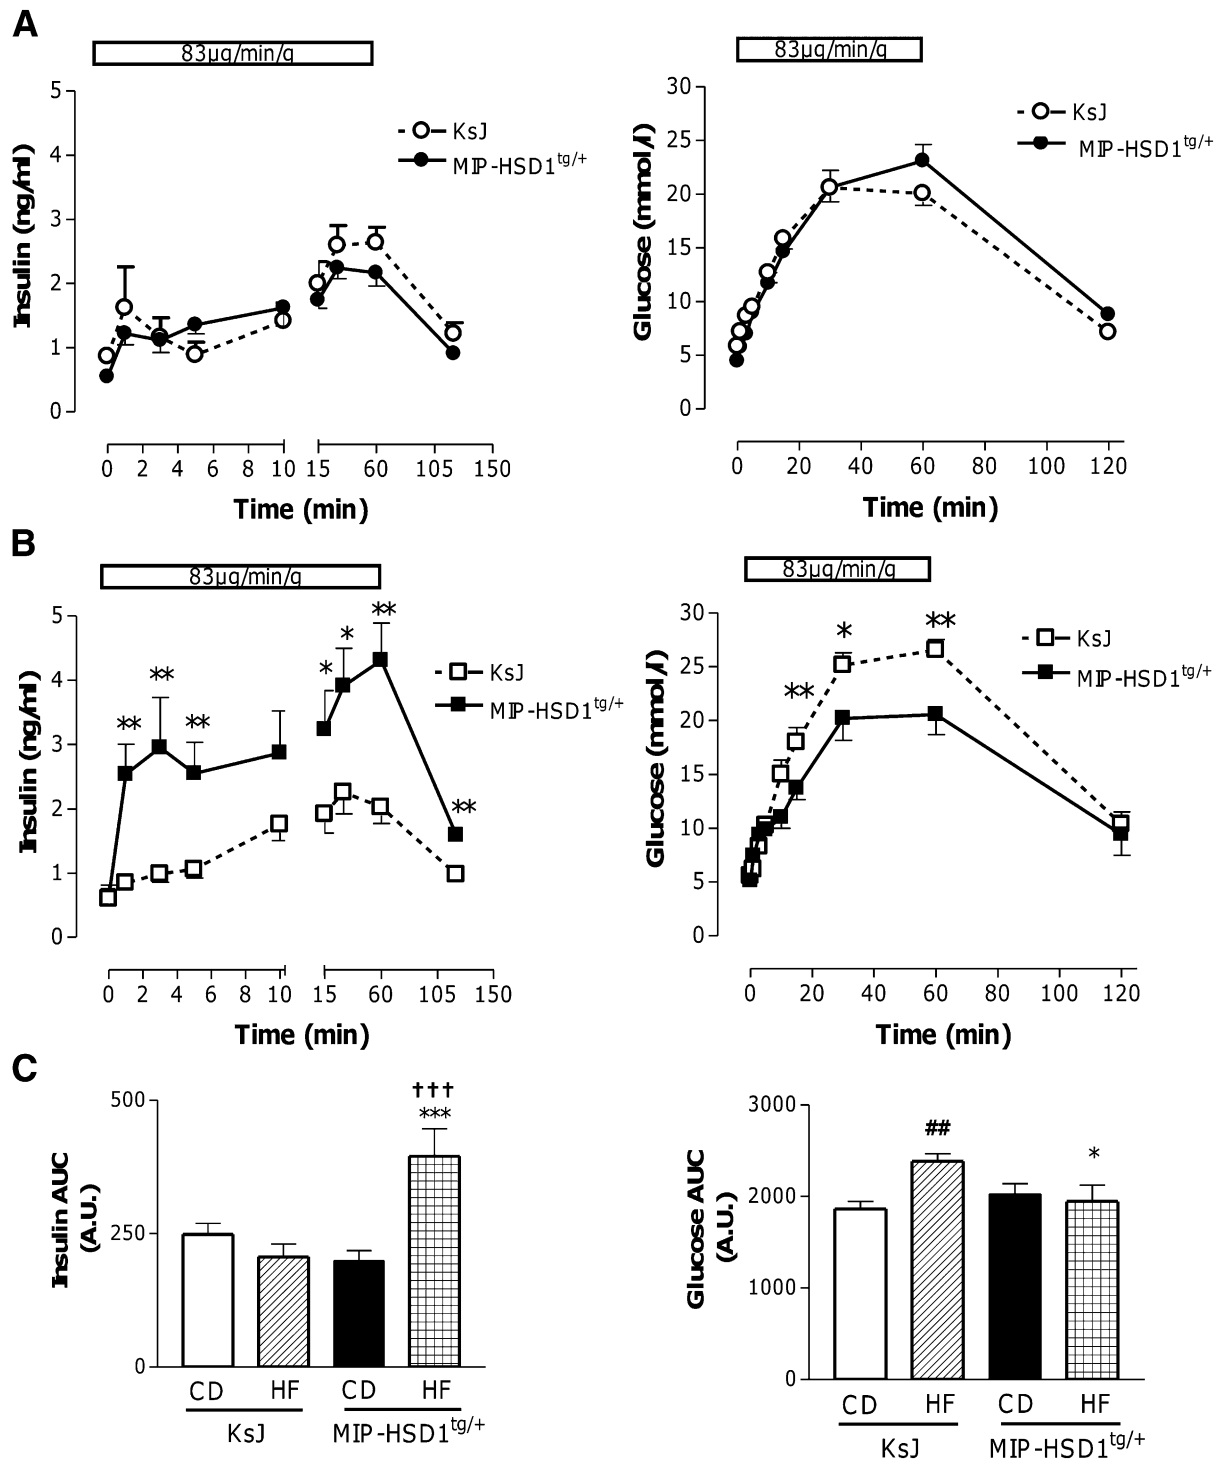 A
83µg/min/g
83µg/min/g
Insulin (ng/ml)
5
4
3
2
1
0
KsJ
MIP-HSD1tg/+
0 2 4 6 8 10 15 60 105 150
Time (min)
Glucose (mmol/l)
30
25
20
15
10
5
0
KsJ
MIP-HSD1tg/+
0 20 40 60 80 100 120
Time (min)
B
83µg/min/g
83µg/min/g
Insulin (ng/ml)
5
4
3
2
1
0
** ** ** * * ** **
KsJ
MIP-HSD1tg/+
0 2 4 6 8 10 15 60 105 150
Time (min)
Glucose (mmol/l)
30
25
20
15
10
5
0
** * **
KsJ
MIP-HSD1tg/+
0 20 40 60 80 100 120
Time (min)
C
Insulin AUC
(A.U.)
500
250
0
†††
***
CD HF CD HF
KsJ MIP-HSD1tg/+
Glucose AUC
(A.U.)
3000
2000
1000
0
##
*
CD HF CD HF
KsJ MIP-HSD1tg/+